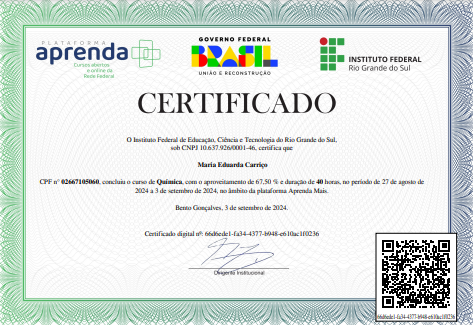 PLATAFORMA
aprenda
Cursos abertos
e online da
Rede Federal
GOVERNO FEDERAL
BRASIL
UNIÃO E RECONSTRUÇÃO
INSTITUTO FEDERAL
Rio Grande do Sul
CERTIFICADO
O Instituto Federal de Educação, Ciência e Tecnologia do Rio Grande do Sul,
sob CNPJ 10.637.926/0001-46, certifica que
Maria Eduarda Carriço
CPF nº 02667105060, concluiu o curso de Química, com o aproveitamento de 67,50 % e duração de 40 horas, no período de 27 de agosto de
2024 a 3 de setembro de 2024, no âmbito da plataforma Aprenda Mais.
Bento Gonçalves, 3 de setembro de 2024.
Certificado digital nº: 66d6ede1-fa34-4377-b948-e610ac1f0236
Dirigente Institucional
66d6ede1-fa34-4377-b948-e610ac1f0236